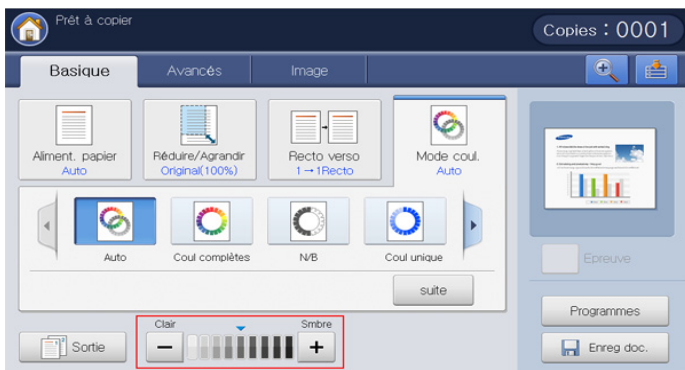 Prêt à copier
Copies : 0001
Basique
Avancés
Image
Aliment. papier
Auto
Réduire/Agrandir
Original(100%)
Recto verso
1 → 1Recto
Mode coul.
Auto
Auto
Coul complètes
N/B
Coul unique
suite
Epreuve
Clair
Smbre
Sortie
Programmes
Enreg doc.